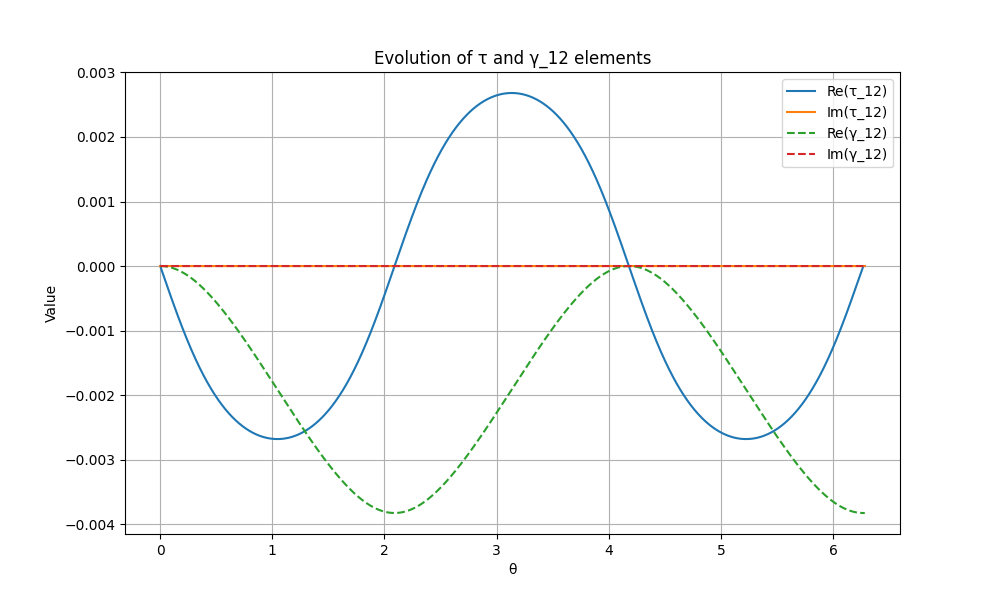 Evolution of τ and γ_12 elements
Re(τ_12)
Im(τ_12)
Re(γ_12)
Im(γ_12)
Value
0.003
0.002
0.001
0.000
−0.001
−0.002
−0.003
−0.004
0 1 2 3 4 5 6
θ